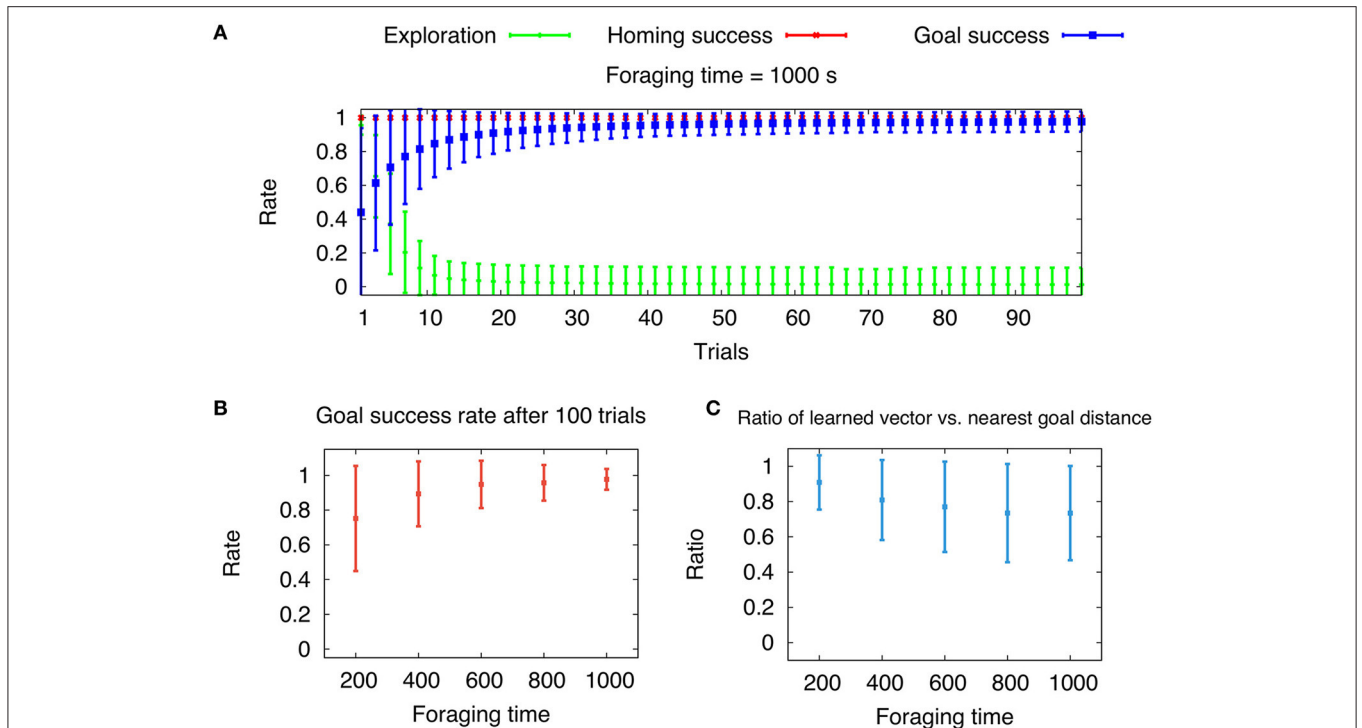 A
Exploration Homing success Goal success
Foraging time = 1000 s
1
0.8
0.6
0.4
0.2
0
Rate
1 10 20 30 40 50 60 70 80 90
Trials
B
Goal success rate after 100 trials
1
0.8
0.6
0.4
0.2
0
Rate
200 400 600 800 1000
Foraging time
C
Ratio of learned vector vs. nearest goal distance
1
0.8
0.6
0.4
0.2
0
Ratio
200 400 600 800 1000
Foraging time